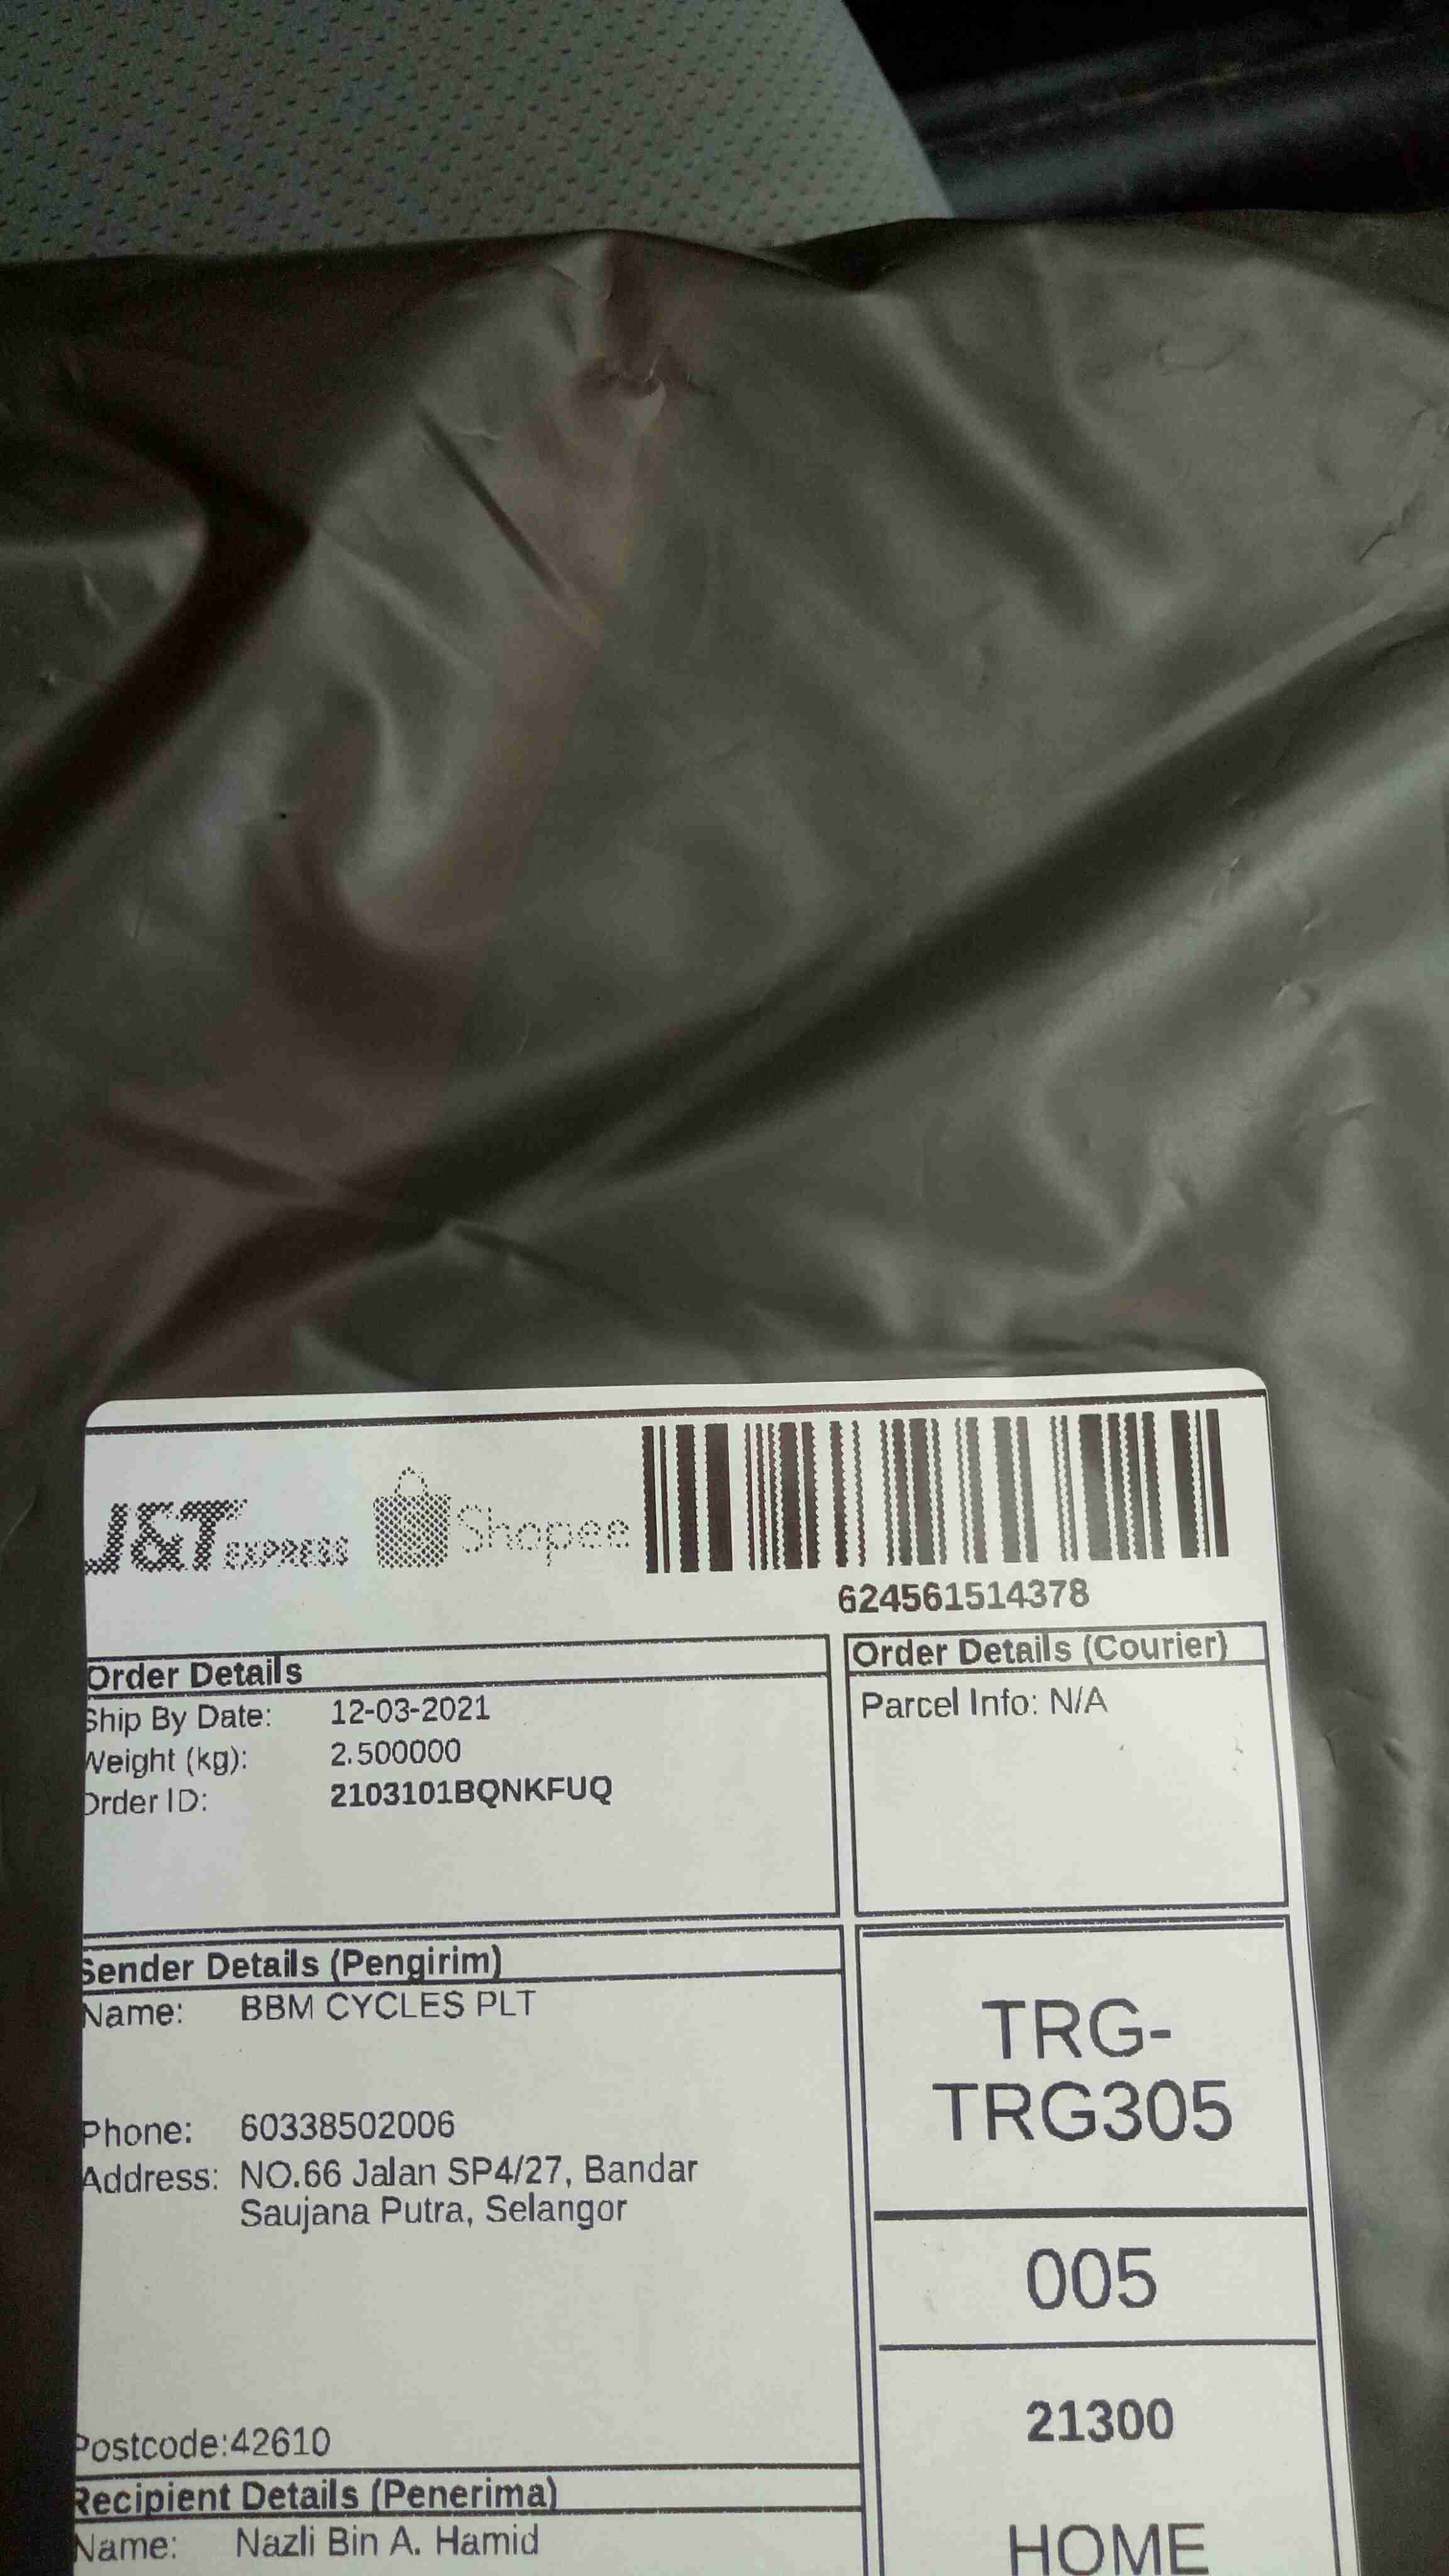 J&T EXPRESS Shopee
624561514378
Order Details
Ship By Date: 12-03-2021
Weight (kg): 2.500000
Order ID: 2103101BQNKFUQ
Order Details (Courier)
Parcel Info: N/A
Sender Details (Pengirim)
Name: BBM CYCLES PLT
Phone: 60338502006
Address: NO.66 Jalan SP4/27, Bandar
Saujana Putra, Selangor
Postcode:42610
TRG-
TRG305
005
21300
HOME
Recipient Details (Penerima)
Name: Nazli Bin A. Hamid